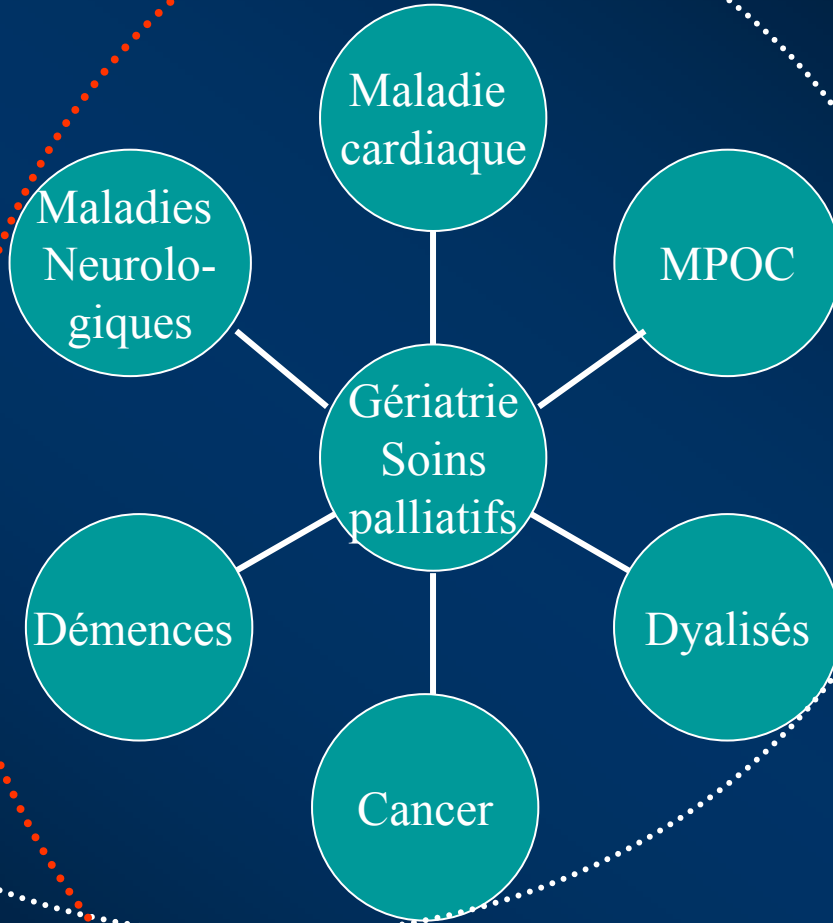 Maladie
cardiaque
Maladies
Neurolo-
giques
MPOC
Gériatrie
Soins
palliatifs
Démences
Dyalisés
Cancer